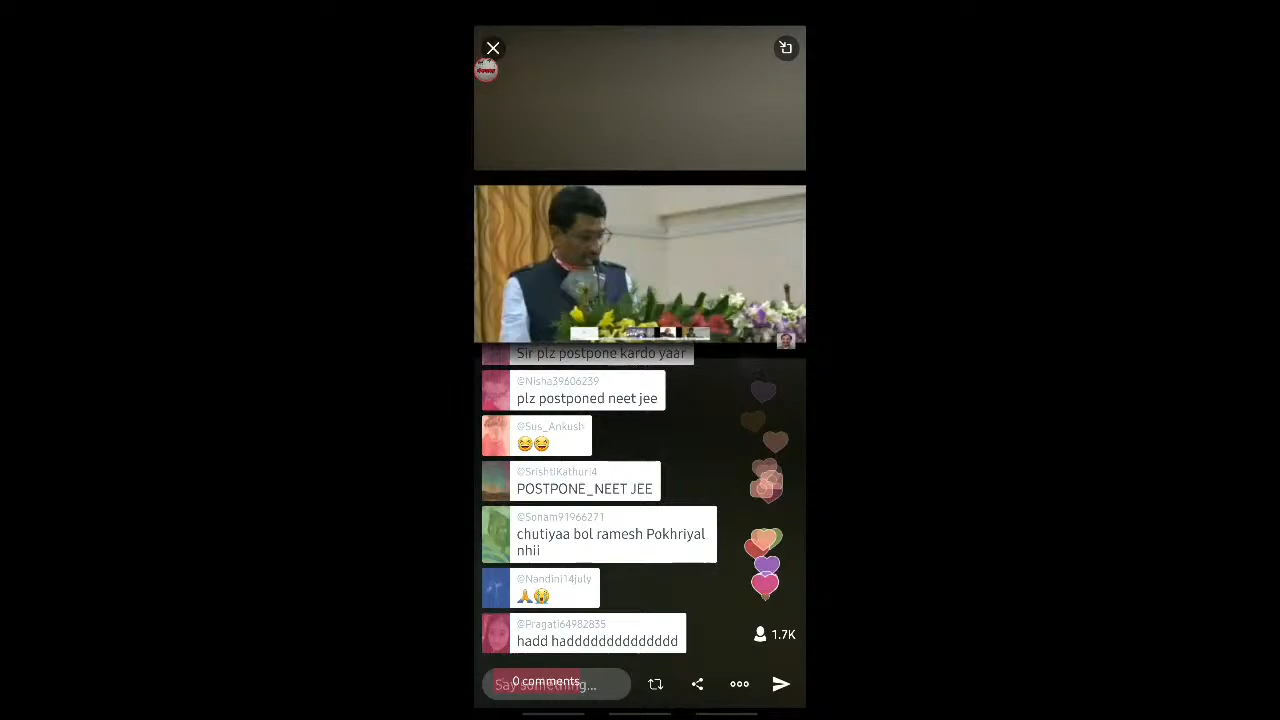 Sir plz postpone kardo yaar
@Nisha39606239
plz postponed neet jee
@Sus_Ankush
😂😂
@SrishtiKathuri4
POSTPONE_NEET JEE
@Sonam91966271
chutiyaa bol ramesh Pokhriyal
nhii
@Nandini14july
🙏😭
@Pragati64982835
hadd hadddddddddddddd
1.7K
Say something...
0 comments